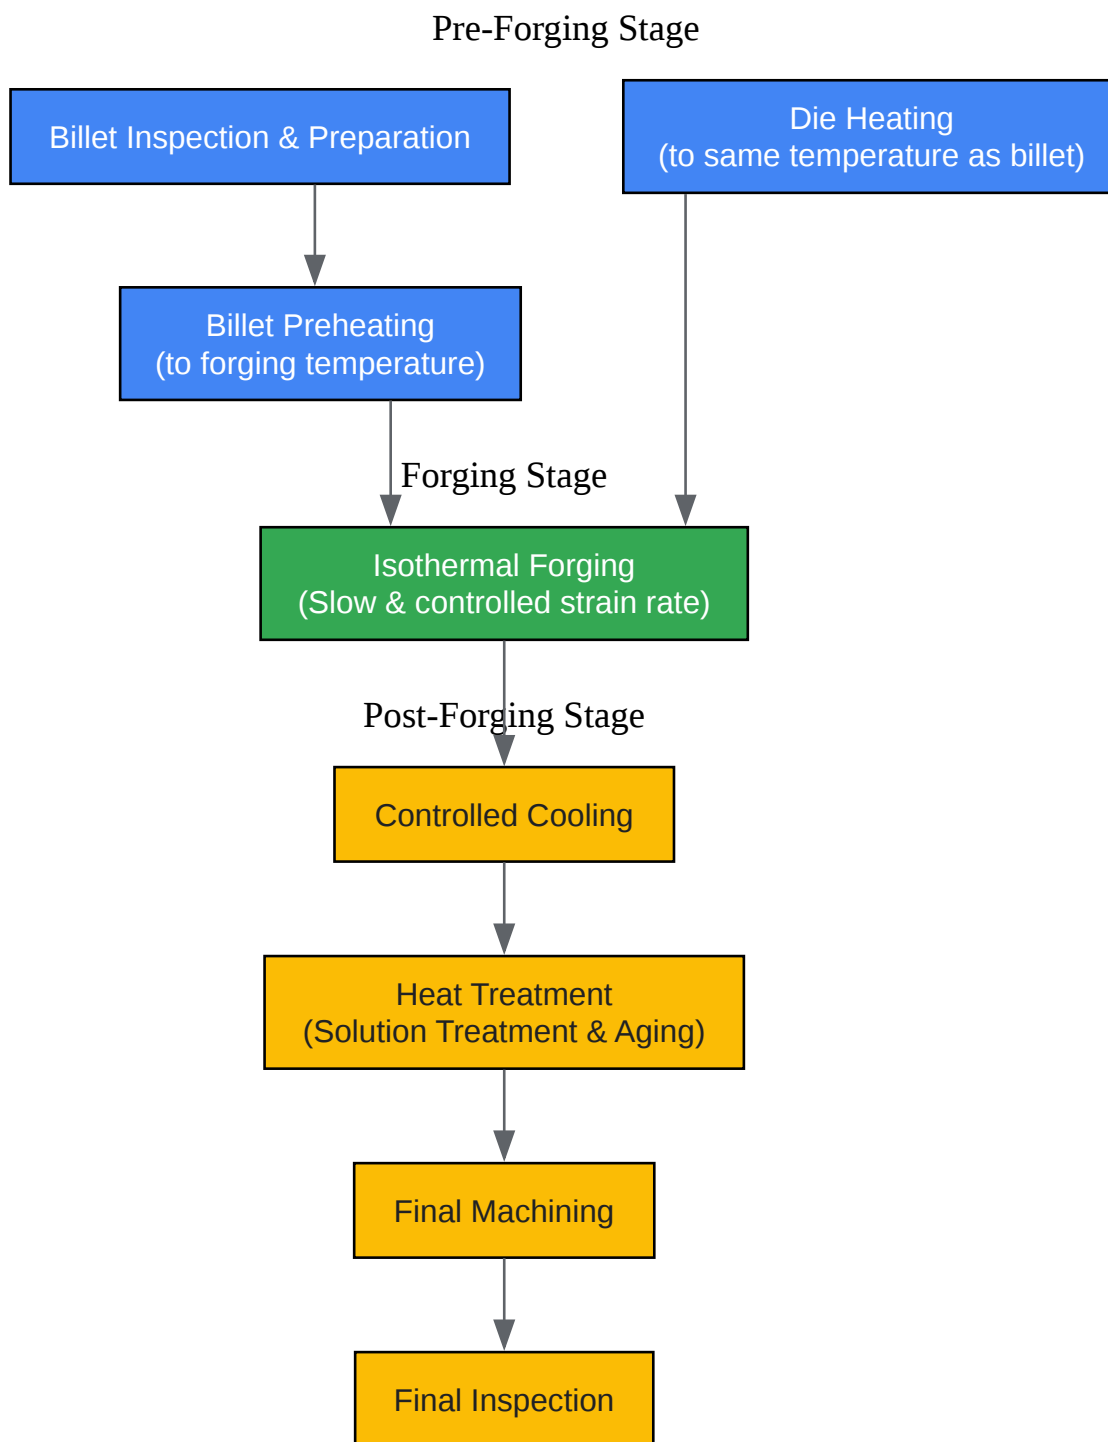 Pre-Forging Stage
Billet Inspection & Preparation
Die Heating
(to same temperature as billet)
Billet Preheating
(to forging temperature)
Forging Stage
Isothermal Forging
(Slow & controlled strain rate)
Post-Forging Stage
Controlled Cooling
Heat Treatment
(Solution Treatment & Aging)
Final Machining
Final Inspection